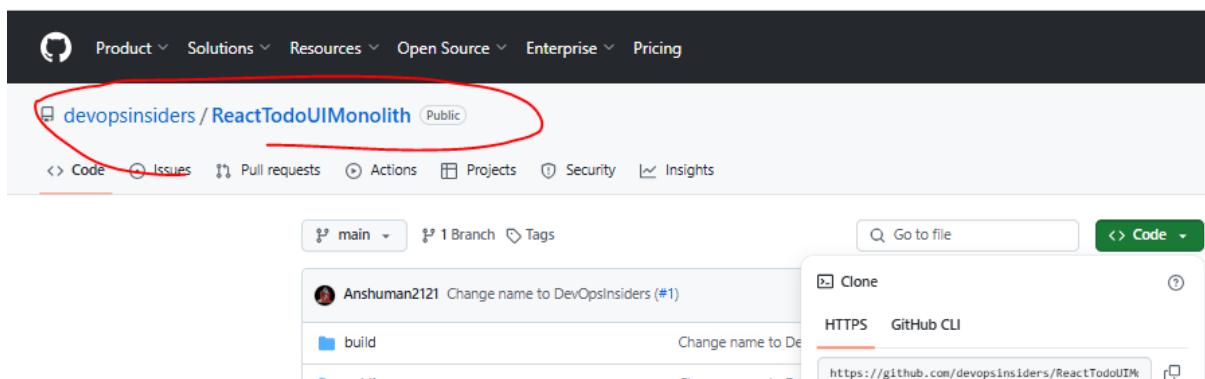 Product Solutions Resources Open Source Enterprise Pricing
devopsinsiders / ReactTodoUIMonolith Public
<> Code Issues Pull requests Actions Projects Security Insights
main 1 Branch Tags Go to file <> Code
Anshuman2121 Change name to DevOpsInsiders (#1)
Clone
HTTPS GitHub CLI
build Change name to De
https://github.com/devopsinsiders/ReactTodoUIM